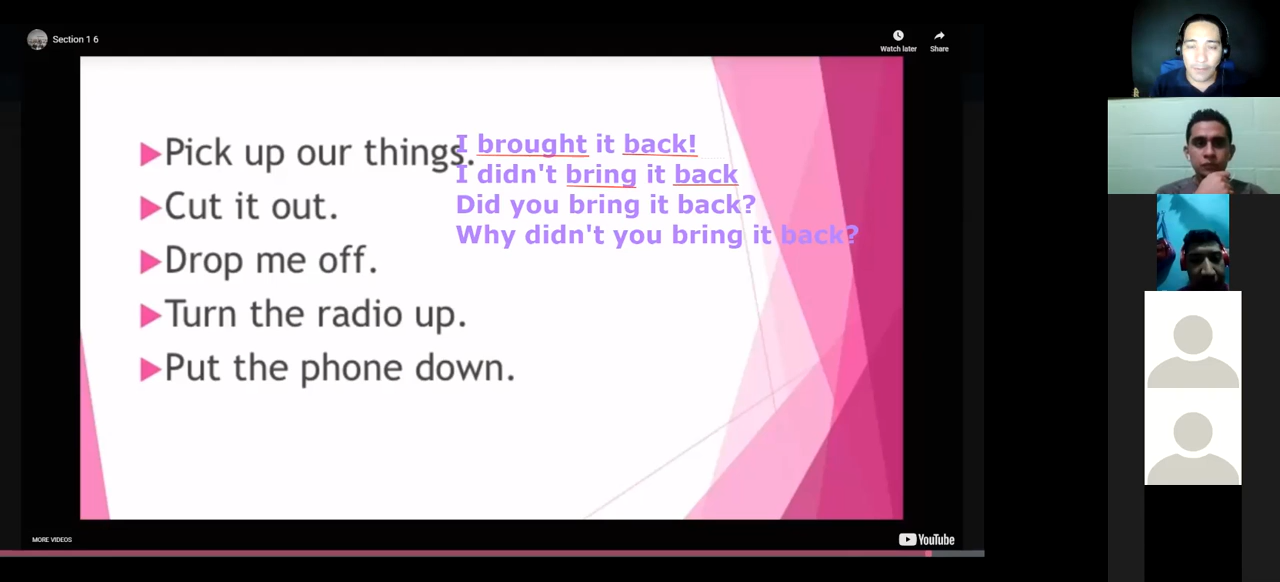 Section 1 6
Watch later
Share
Pick up our things.
Cut it out.
Drop me off.
Turn the radio up.
Put the phone down.
I brought it back!
I didn't bring it back
Did you bring it back?
Why didn't you bring it back?
MORE VIDEOS
YouTube